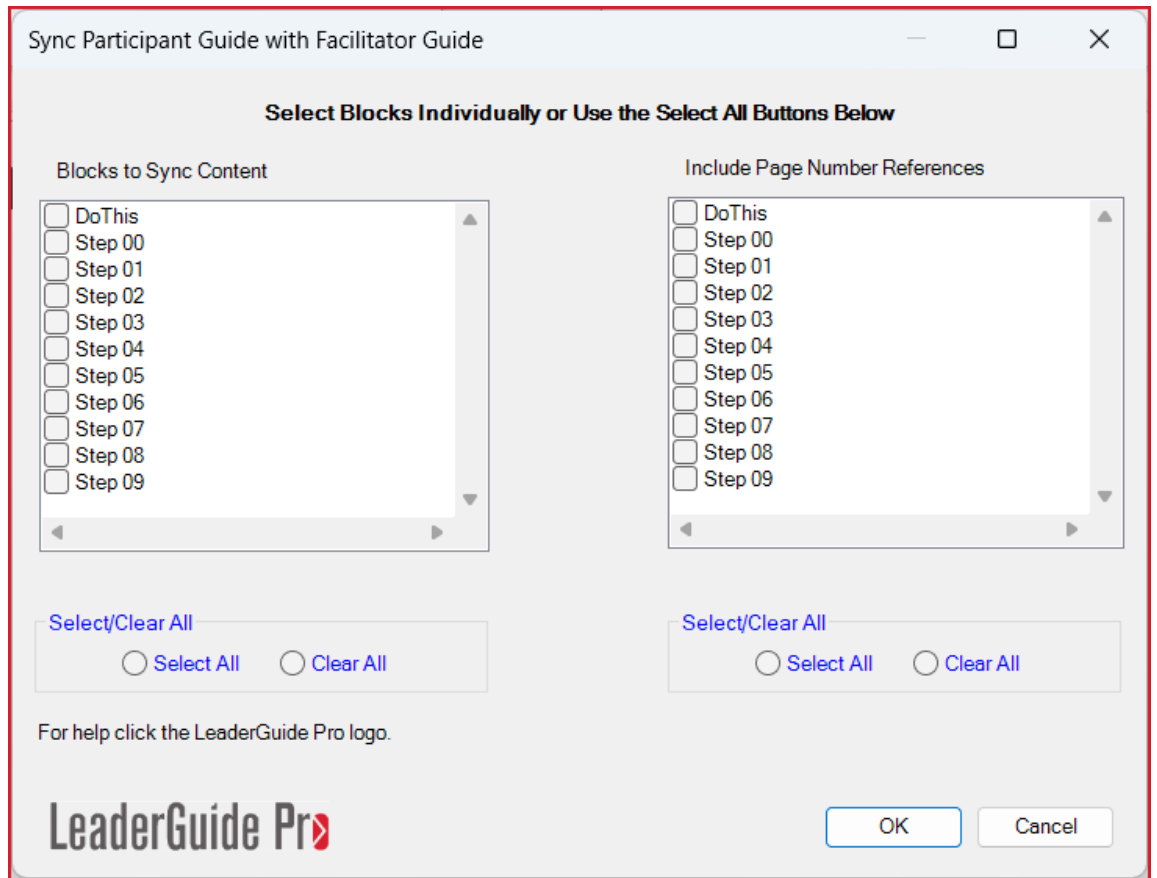 Sync Participant Guide with Facilitator Guide
Select Blocks Individually or Use the Select All Buttons Below
Blocks to Sync Content
DoThis
Step 00
Step 01
Step 02
Step 03
Step 04
Step 05
Step 06
Step 07
Step 08
Step 09
Include Page Number References
DoThis
Step 00
Step 01
Step 02
Step 03
Step 04
Step 05
Step 06
Step 07
Step 08
Step 09
Select/Clear All
Select All Clear All
Select/Clear All
Select All Clear All
For help click the LeaderGuide Pro logo.
LeaderGuide Pro
OK Cancel